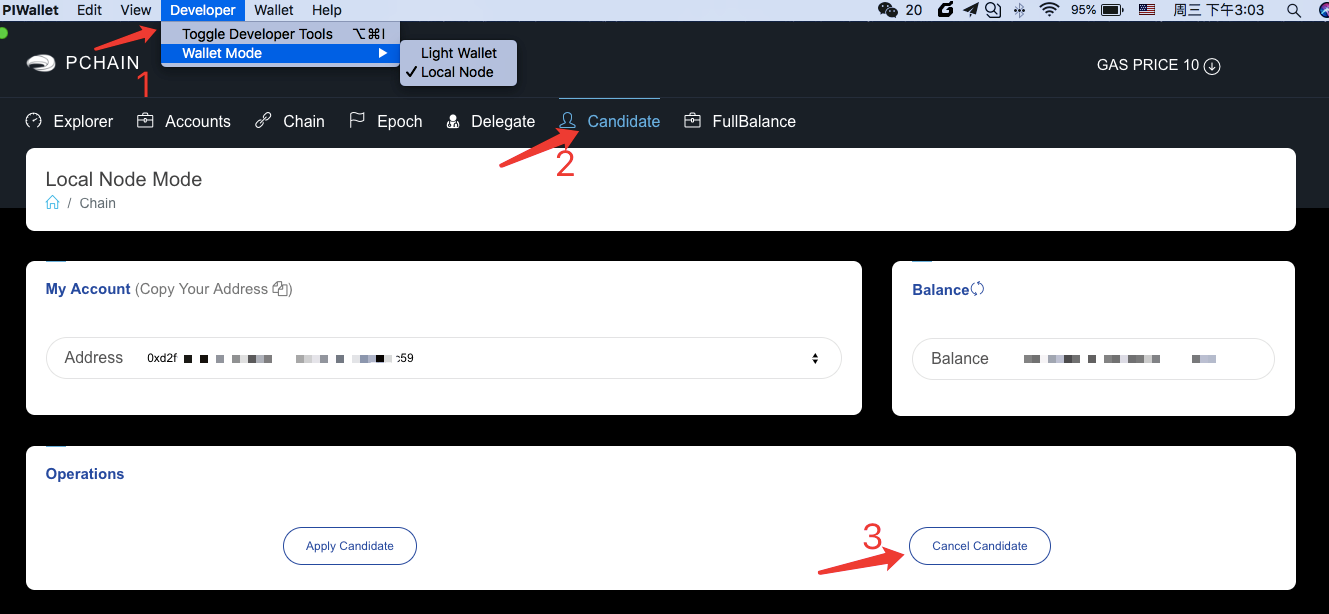 PIWallet Edit View Developer Wallet Help 20 95% 周三 下午3:03
Toggle Developer Tools ⌥⌘I
Wallet Mode ▶
Light Wallet
✓ Local Node
PCHAIN
GAS PRICE 10
1
Explorer Accounts Chain Epoch Delegate Candidate FullBalance
2
Local Node Mode
/ Chain
My Account (Copy Your Address )
Balance
Address 0xd2f c59
Balance
Operations
3
Apply Candidate Cancel Candidate